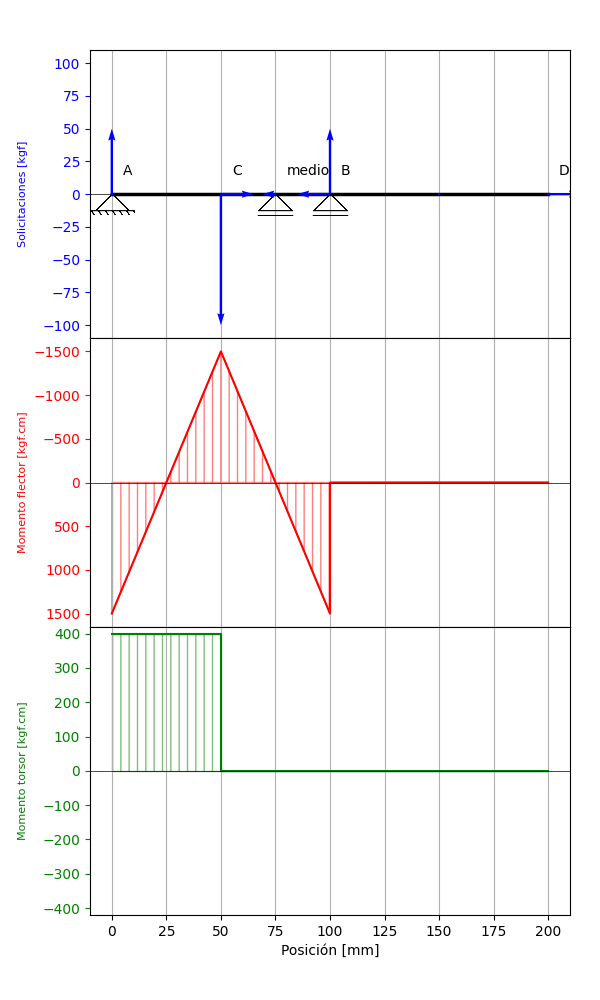 100
75
50
25
0
−25
−50
−75
−100
Solicitaciones [kgf]
A
C
medio
B
D
−1500
−1000
−500
0
500
1000
1500
Momento flector [kgf.cm]
400
300
200
100
0
−100
−200
−300
−400
Momento torsor [kgf.cm]
0 25 50 75 100 125 150 175 200
Posición [mm]